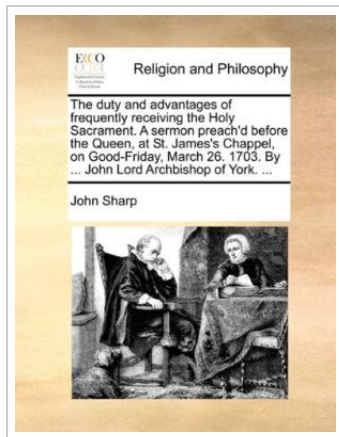 ECCO
Religion and Philosophy
The duty and advantages of
frequently receiving the Holy
Sacrament. A sermon preach'd before
the Queen, at St. James's Chappel,
on Good-Friday, March 26. 1703. By
... John Lord Archbishop of York. ...
John Sharp